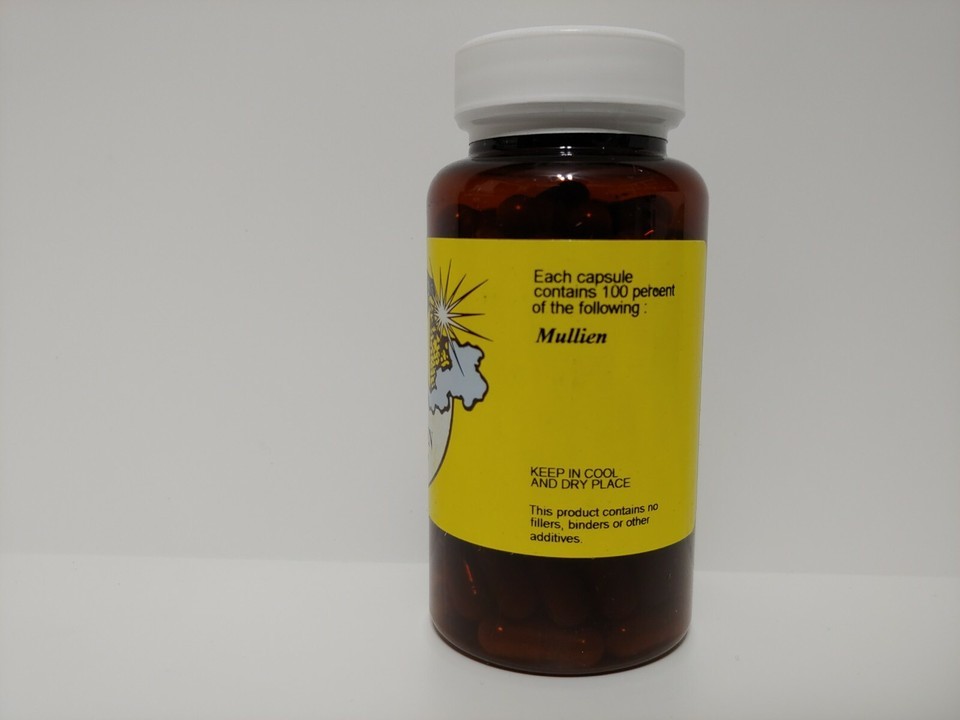 Each capsule
contains 100 percent
of the following :
Mullien
KEEP IN COOL
AND DRY PLACE
This product contains no
fillers, binders or other
additives.